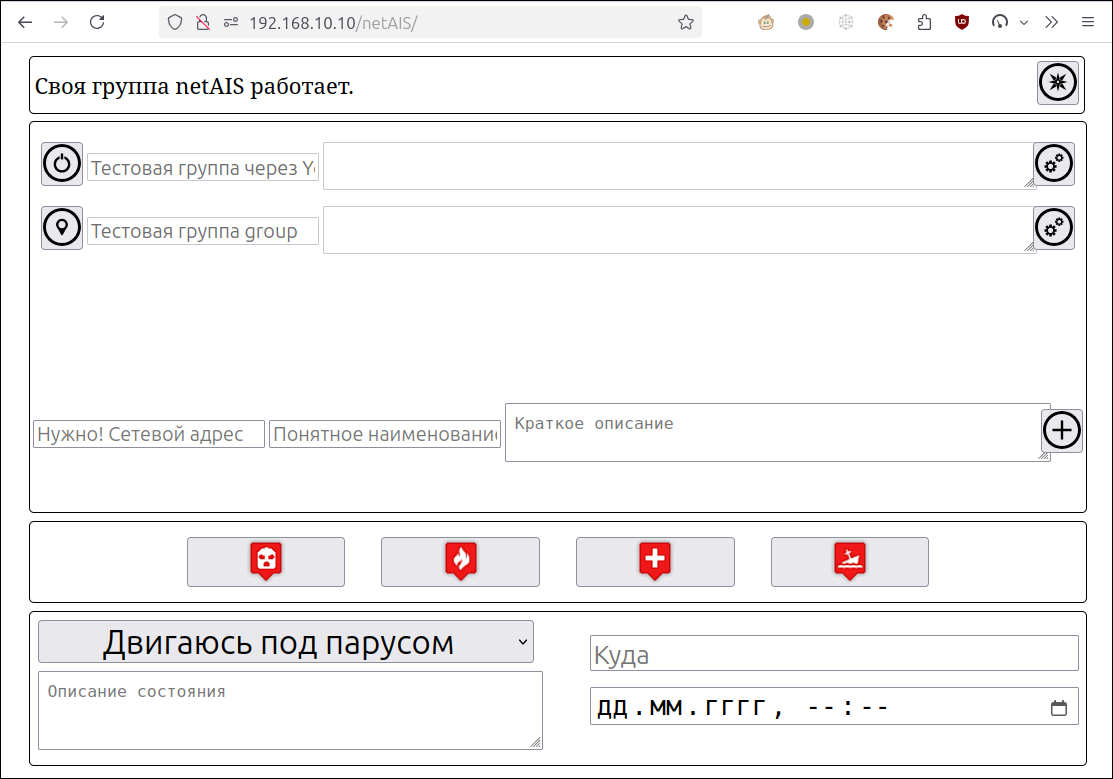 192.168.10.10/netAIS/
Своя группа netAIS работает.
Тестовая группа через
Тестовая группа group
Нужно! Сетевой адрес
Понятное наименование
Краткое описание
Двигаюсь под парусом
Описание состояния
Куда
дд.мм.гггг, --:--